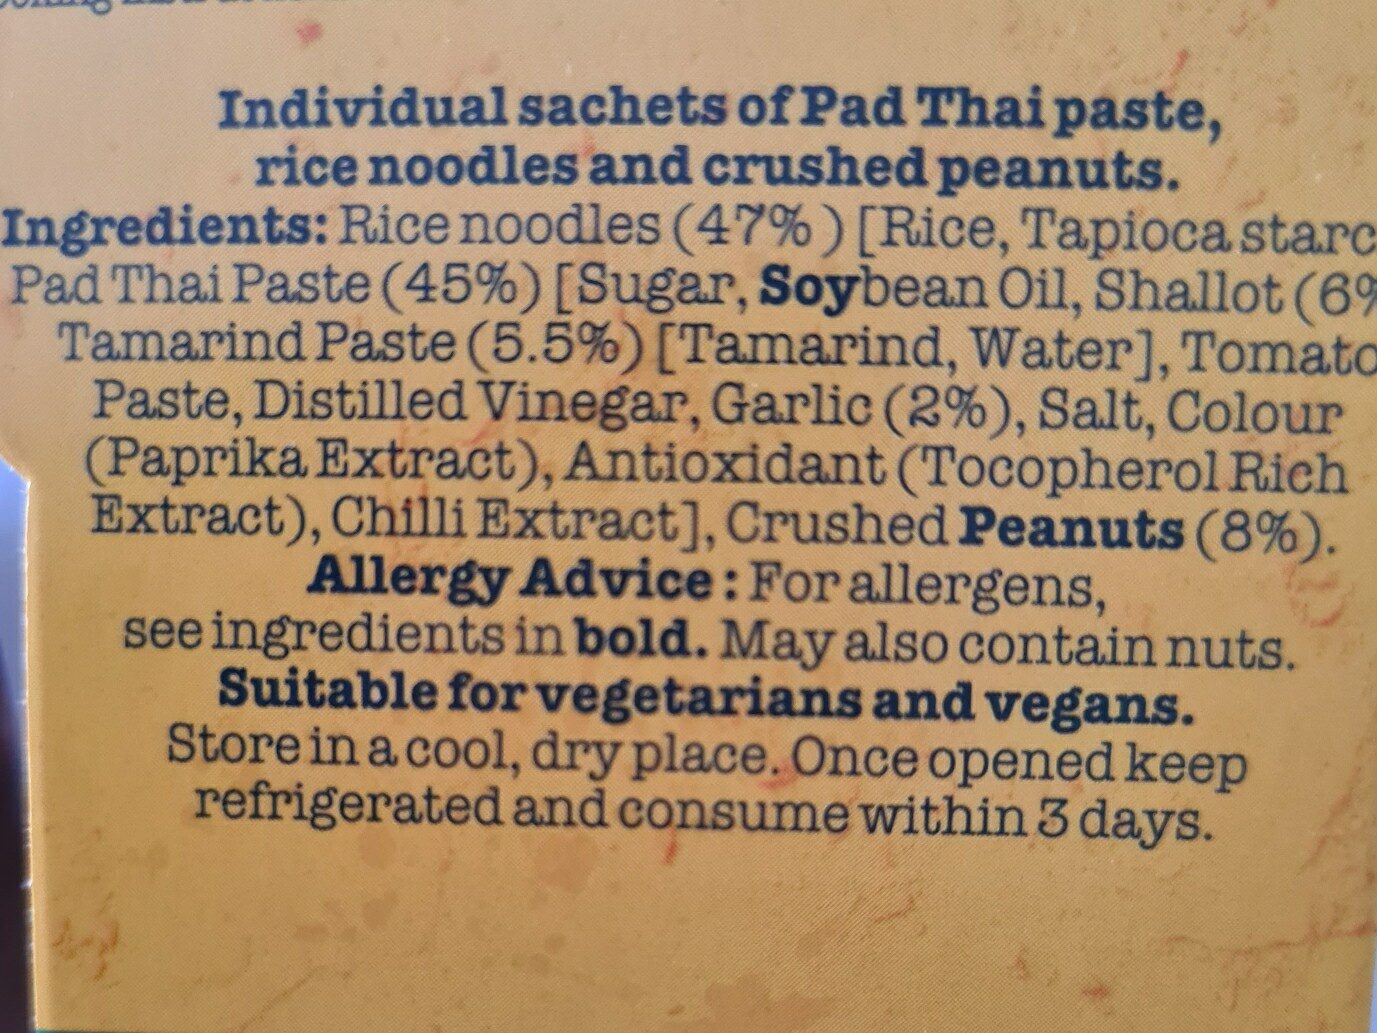 Individual sachets of Pad Thai paste,
rice noodles and crushed peanuts.
Ingredients: Rice noodles (47% ) [Rice, Tapioca starc
Pad Thai Paste (45%) [Sugar, Soybean Oil, Shallot (6%
Tamarind Paste (5.5%) [Tamarind, Water], Tomato
Paste, Distilled Vinegar, Garlic (2%), Salt, Colour
(Paprika Extract), Antioxidant (Tocopherol Rich
Extract), Chilli Extract], Crushed Peanuts (8%).
Allergy Advice : For allergens,
see ingredients in bold. May also contain nuts.
Suitable for vegetarians and vegans.
Store in a cool, dry place. Once opened keep
refrigerated and consume within 3 days.